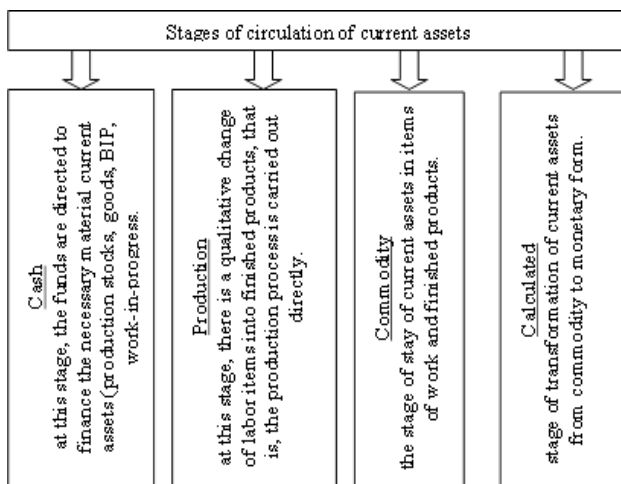 Stages of circulation of current assets
Cash
at this stage, the funds are directed to
finance the necessary material current
assets (production stocks, goods, BIP,
work-in-progress.
Production
at this stage, there is a qualitative change
of labor items into finished products, that
is, the production process is carried out
directly.
Commodity
the stage of stay of current assets in items
of work and finished products.
Calculated
stage of transformation of current assets
from commodity to monetary form.